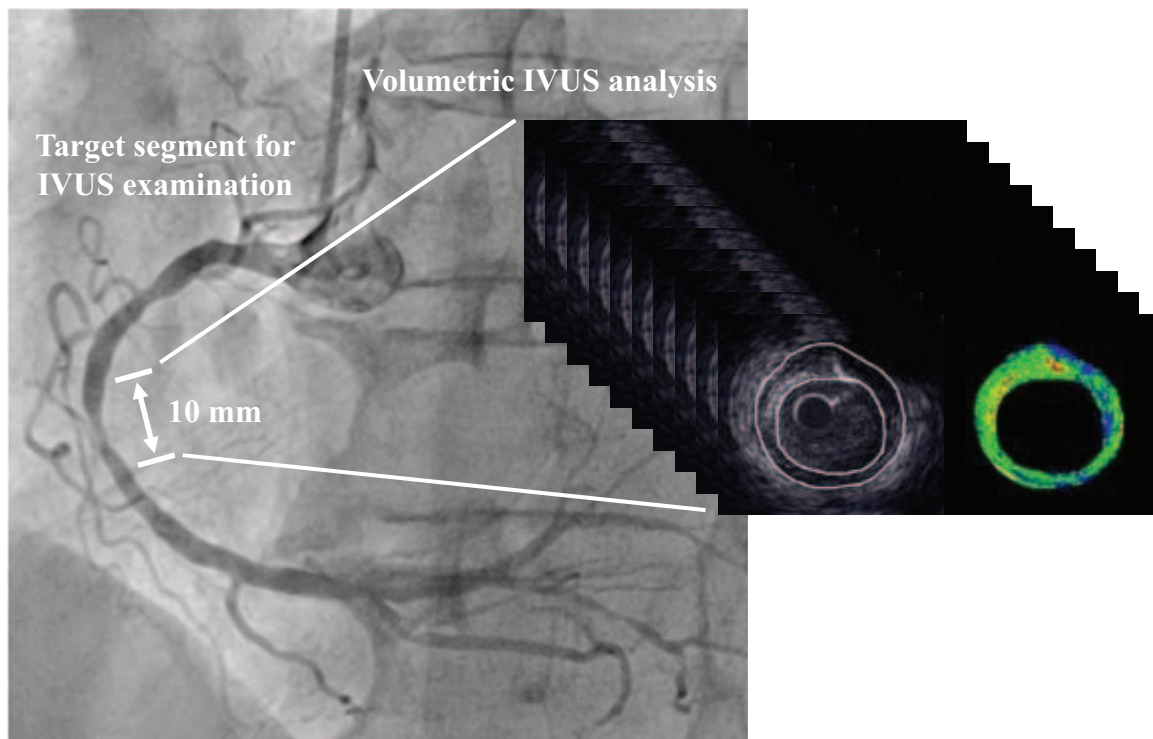 Volumetric IVUS analysis
Target segment for
IVUS examination
10 mm